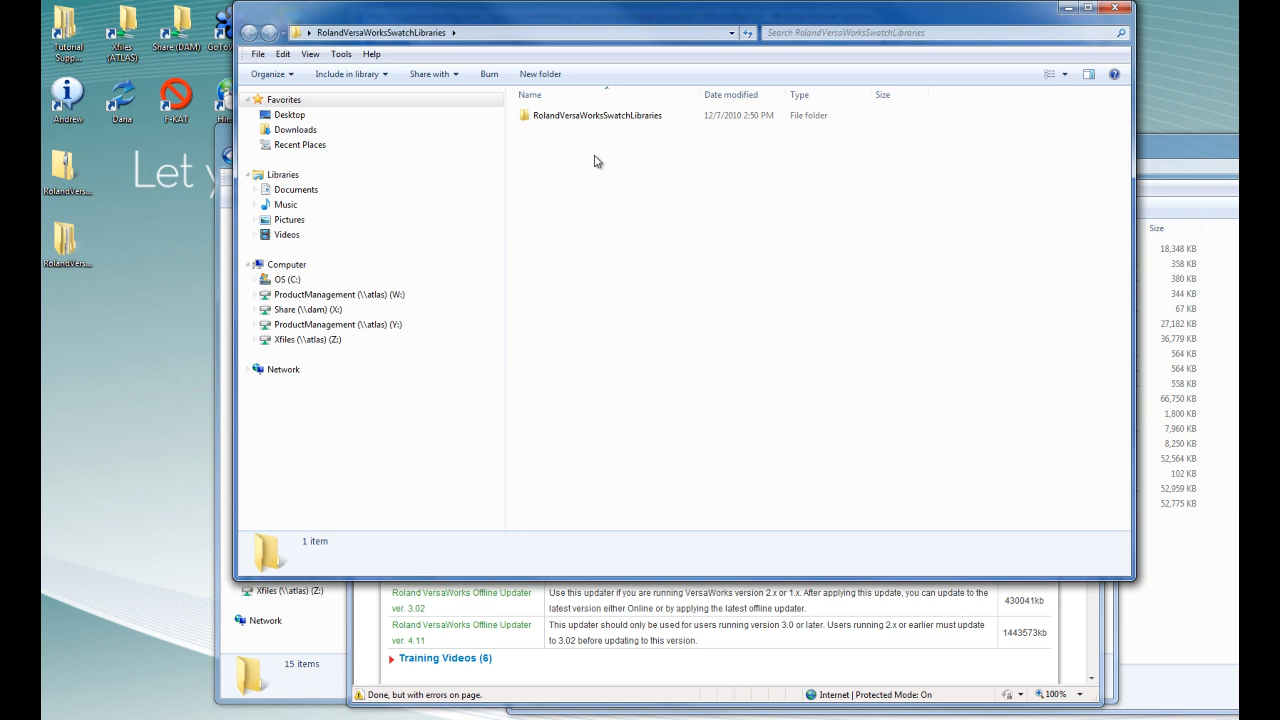 Tutorial Supp...
Xfiles (ATLAS)
Share (DAM)
GoToW
Andrew
Dana
F-KAT
RolandVers...
RolandVers...
Let y
RolandVersaWorksSwatchLibraries
Search RolandVersaWorksSwatchLibraries
File Edit View Tools Help
Organize Include in library Share with Burn New folder
Favorites
Desktop
Downloads
Recent Places
Libraries
Documents
Music
Pictures
Videos
Computer
OS (C:)
ProductManagement (\\atlas) (W:)
Share (\\dam) (X:)
ProductManagement (\\atlas) (Y:)
Xfiles (\\atlas) (Z:)
Network
Name Date modified Type Size
RolandVersaWorksSwatchLibraries 12/7/2010 2:50 PM File folder
1 item
Size
18,348 KB
358 KB
380 KB
344 KB
67 KB
27,182 KB
36,779 KB
564 KB
564 KB
558 KB
66,750 KB
1,800 KB
7,960 KB
8,250 KB
52,564 KB
102 KB
52,959 KB
52,775 KB
Xfiles (\\atlas) (Z:)
Network
15 items
Roland VersaWorks Offline Updater ver. 3.02
Use this updater if you are running VersaWorks version 2.x or 1.x. After applying this update, you can update to the
latest version either Online or by applying the latest offline updater.
430041kb
Roland VersaWorks Offline Updater ver. 4.11
This updater should only be used for users running version 3.0 or later. Users running 2.x or earlier must update
to 3.02 before updating to this version.
1443573kb
Training Videos (6)
Done, but with errors on page.
Internet | Protected Mode: On
100%